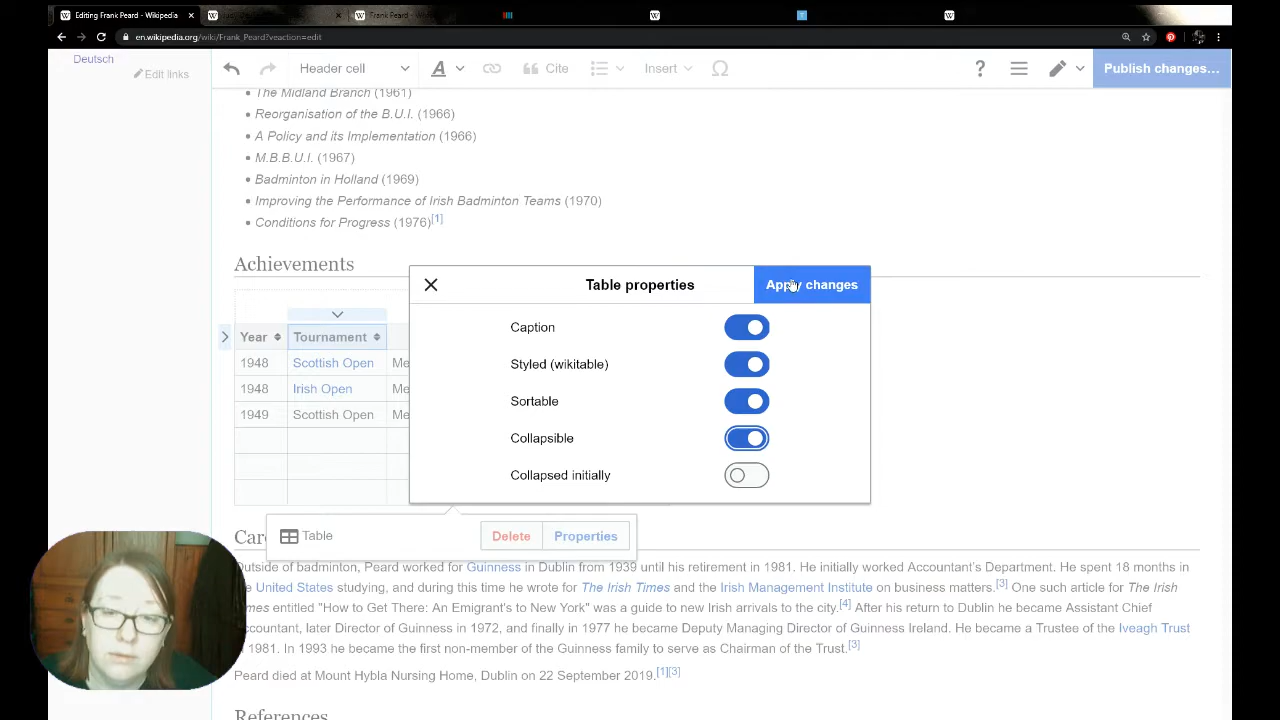 Editing Frank Peard - Wikipedia
Frank Peard - Wikipedia
en.wikipedia.org/wiki/Frank_Peard?veaction=edit
Deutsch
Edit links
Header cell
A
Cite
Insert
Ω
?
Publish changes…
• The Midland Branch (1961)
• Reorganisation of the B.U.I. (1966)
• A Policy and its Implementation (1966)
• M.B.B.U.I. (1967)
• Badminton in Holland (1969)
• Improving the Performance of Irish Badminton Teams (1970)
• Conditions for Progress (1976)[1]
Achievements
Table properties
Apply changes
Caption
Styled (wikitable)
Sortable
Collapsible
Collapsed initially
Year Tournament
1948 Scottish Open Me
1948 Irish Open Me
1949 Scottish Open Me
Table
Delete
Properties
Car
Outside of badminton, Peard worked for Guinness in Dublin from 1939 until his retirement in 1981. He initially worked Accountant's Department. He spent 18 months in
United States studying, and during this time he wrote for The Irish Times and the Irish Management Institute on business matters.[3] One such article for The Irish
Times entitled "How to Get There: An Emigrant's to New York" was a guide to new Irish arrivals to the city.[4] After his return to Dublin he became Assistant Chief
ccountant, later Director of Guinness in 1972, and finally in 1977 he became Deputy Managing Director of Guinness Ireland. He became a Trustee of the Iveagh Trust
1981. In 1993 he became the first non-member of the Guinness family to serve as Chairman of the Trust.[3]
Peard died at Mount Hybla Nursing Home, Dublin on 22 September 2019.[1][3]
References